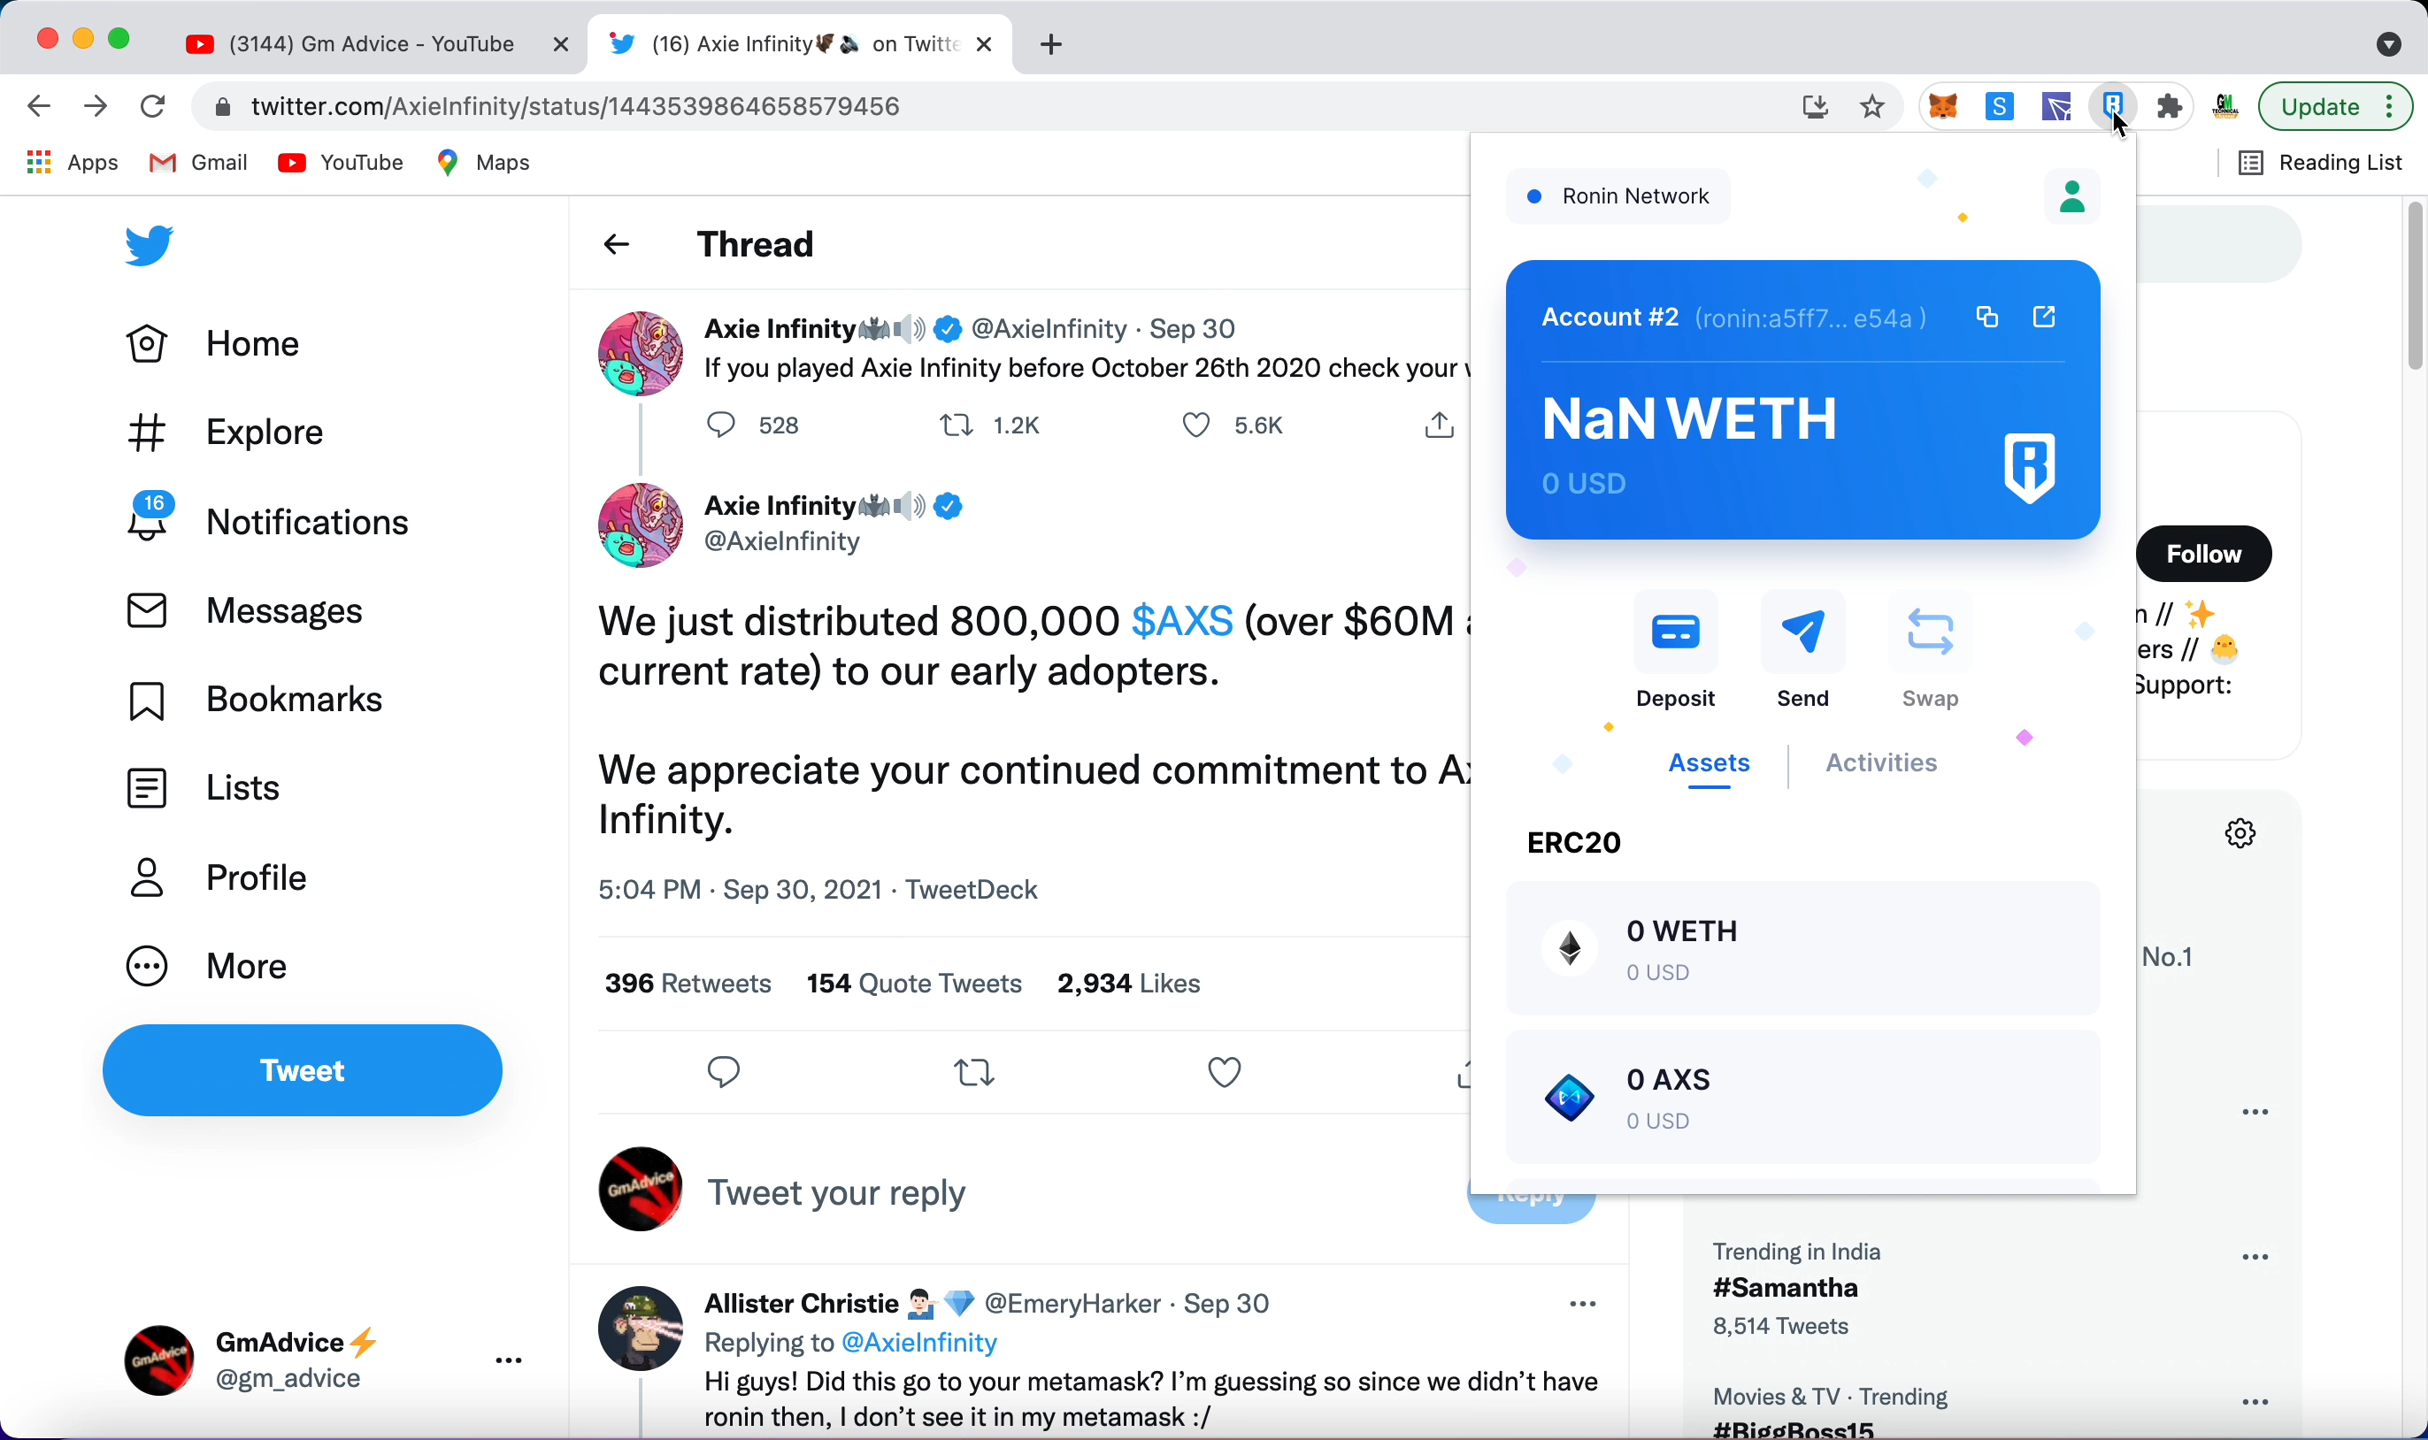 (3144) Gm Advice - YouTube
(16) Axie Infinity🦇🔊 on Twitte
twitter.com/AxieInfinity/status/1443539864658579456
Update
Apps
Gmail
YouTube
Maps
Reading List
Home
Explore
16
Notifications
Messages
Bookmarks
Lists
Profile
More
Tweet
GmAdvice⚡
@gm_advice
Thread
Axie Infinity🦇🔊 @AxieInfinity · Sep 30
If you played Axie Infinity before October 26th 2020 check your
528
1.2K
5.6K
Axie Infinity🦇🔊
@AxieInfinity
We just distributed 800,000 $AXS (over $60M
current rate) to our early adopters.
We appreciate your continued commitment to Ax
Infinity.
5:04 PM · Sep 30, 2021 · TweetDeck
396 Retweets 154 Quote Tweets 2,934 Likes
GmAdvice
Tweet your reply
Reply
Allister Christie 💁🏻‍♂️💎 @EmeryHarker · Sep 30
Replying to @AxieInfinity
Hi guys! Did this go to your metamask? I'm guessing so since we didn't have
ronin then, I don't see it in my metamask :/
Ronin Network
Account #2 (ronin:a5ff7... e54a )
NaN WETH
0 USD
Deposit
Send
Swap
Assets
Activities
ERC20
0 WETH
0 USD
0 AXS
0 USD
Follow
n // ✨
ers // 🐣
Support:
No.1
Trending in India
#Samantha
8,514 Tweets
Movies & TV · Trending
#BiggBoss15